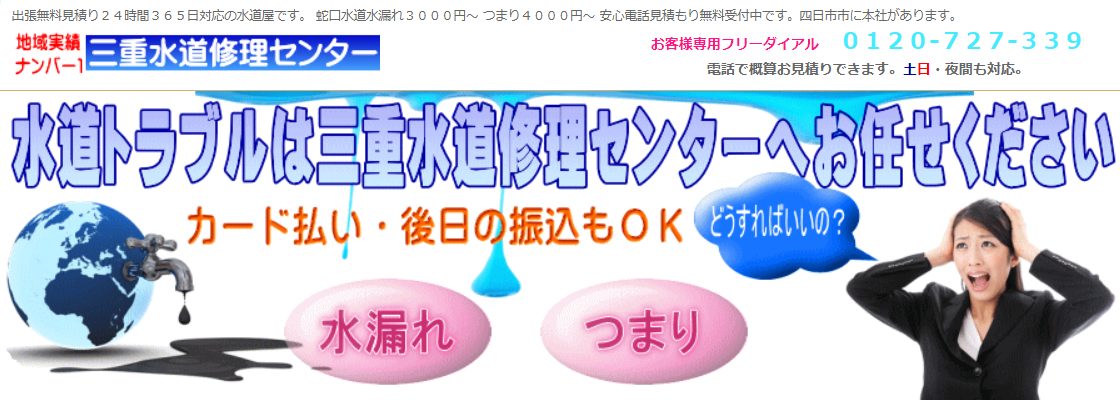 出張無料見積り２４時間３６５日対応の水道屋です。 蛇口水道水漏れ３０００円～ つまり４０００円～ 安心電話見積もり無料受付中です。四日市市に本社があります。
地域実績
ナンバー1
三重水道修理センター
お客様専用フリーダイアル ０１２０-７２７-３３９
電話で概算お見積りできます。土日・夜間も対応。
水道トラブルは三重水道修理センターへお任せください
カード払い・後日の振込もＯＫ
どうすればいいの？
水漏れ
つまり